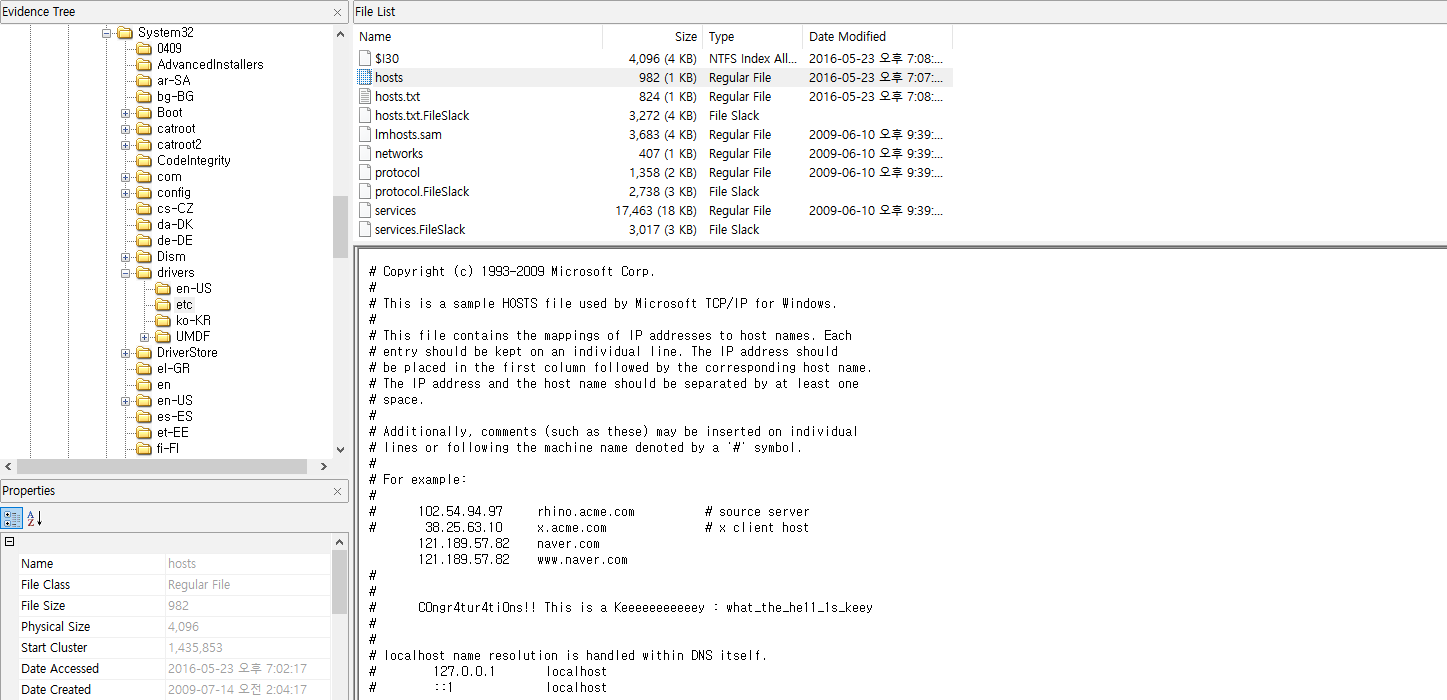 Evidence Tree
System32
0409
AdvancedInstallers
ar-SA
bg-BG
Boot
catroot
catroot2
CodeIntegrity
com
config
cs-CZ
da-DK
de-DE
Dism
drivers
en-US
etc
ko-KR
UMDF
DriverStore
el-GR
en
en-US
es-ES
et-EE
fi-FI
Properties
Name hosts
File Class Regular File
File Size 982
Physical Size 4,096
Start Cluster 1,435,853
Date Accessed 2016-05-23 오후 7:02:17
Date Created 2009-07-14 오전 2:04:17
File List
Name Size Type Date Modified
$I30 4,096 (4 KB) NTFS Index All... 2016-05-23 오후 7:08:...
hosts 982 (1 KB) Regular File 2016-05-23 오후 7:07:...
hosts.txt 824 (1 KB) Regular File 2016-05-23 오후 7:08:...
hosts.txt.FileSlack 3,272 (4 KB) File Slack
lmhosts.sam 3,683 (4 KB) Regular File 2009-06-10 오후 9:39:...
networks 407 (1 KB) Regular File 2009-06-10 오후 9:39:...
protocol 1,358 (2 KB) Regular File 2009-06-10 오후 9:39:...
protocol.FileSlack 2,738 (3 KB) File Slack
services 17,463 (18 KB) Regular File 2009-06-10 오후 9:39:...
services.FileSlack 3,017 (3 KB) File Slack
# Copyright (c) 1993-2009 Microsoft Corp.
#
# This is a sample HOSTS file used by Microsoft TCP/IP for Windows.
#
# This file contains the mappings of IP addresses to host names. Each
# entry should be kept on an individual line. The IP address should
# be placed in the first column followed by the corresponding host name.
# The IP address and the host name should be separated by at least one
# space.
#
# Additionally, comments (such as these) may be inserted on individual
# lines or following the machine name denoted by a '#' symbol.
#
# For example:
#
# 102.54.94.97 rhino.acme.com # source server
# 38.25.63.10 x.acme.com # x client host
121.189.57.82 naver.com
121.189.57.82 www.naver.com
#
#
# C0ngr4tur4ti0ns!! This is a Keeeeeeeeeeey : what_the_he11_1s_keey
#
#
# localhost name resolution is handled within DNS itself.
# 127.0.0.1 localhost
# ::1 localhost